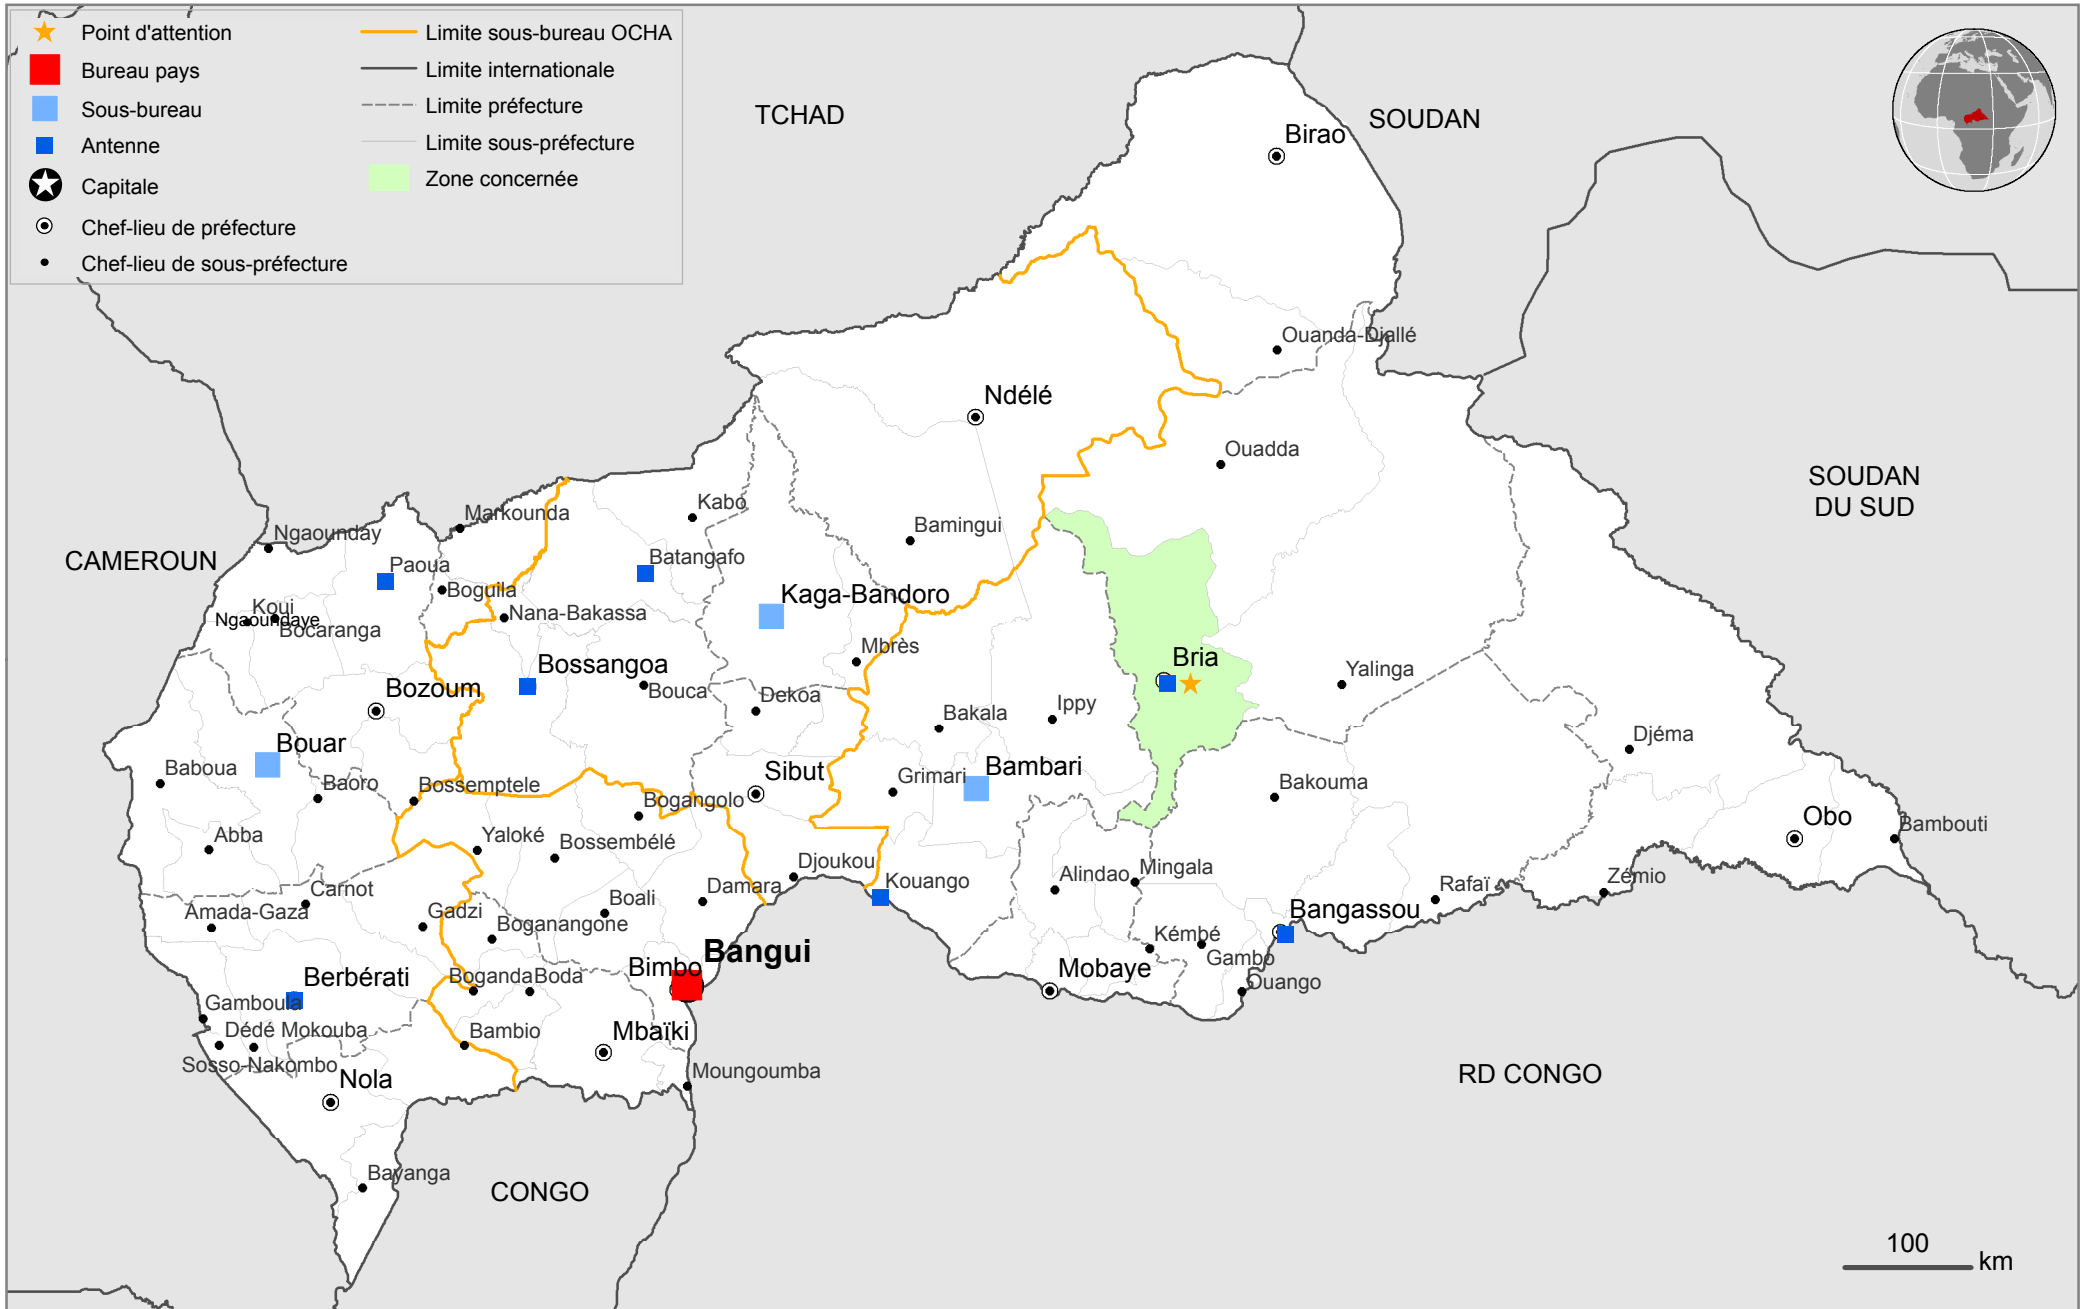 Point d'attention
Bureau pays
Sous-bureau
Antenne
Capitale
Chef-lieu de préfecture
Chef-lieu de sous-préfecture
Limite sous-bureau OCHA
Limite internationale
Limite préfecture
Limite sous-préfecture
Zone concernée
TCHAD
SOUDAN
Birao
Ouanda-Djallé
Ndélé
Ouadda
SOUDAN
DU SUD
Kabo
Markounda
Bamingui
Ngaounday
CAMEROUN
Paoua
Batangafo
Boguila
Kaga-Bandoro
Koui
Nana-Bakassa
Ngaoundaye
Bocaranga
Mbrès
Bria
Bossangoa
Yalinga
Bozoum
Bouca
Dekoa
Ippy
Bakala
Djéma
Bouar
Baboua
Sibut
Grimari
Bambari
Baoro
Bossemptele
Bakouma
Bogangolo
Obo
Bambouti
Abba
Yaloké
Bossembélé
Djoukou
Alindao
Mingala
Zémio
Carnot
Damara
Kouango
Rafaï
Amada-Gaza
Gadzi
Boali
Bangassou
Boganangone
Kémbé
Bangui
Gambo
Bimbo
Mobaye
Berbérati
Boganda
Boda
Ouango
Gamboula
Dédé Mokouba
Bambio
Mbaïki
Sosso-Nakombo
Nola
Moungoumba
RD CONGO
Bayanga
CONGO
100
km